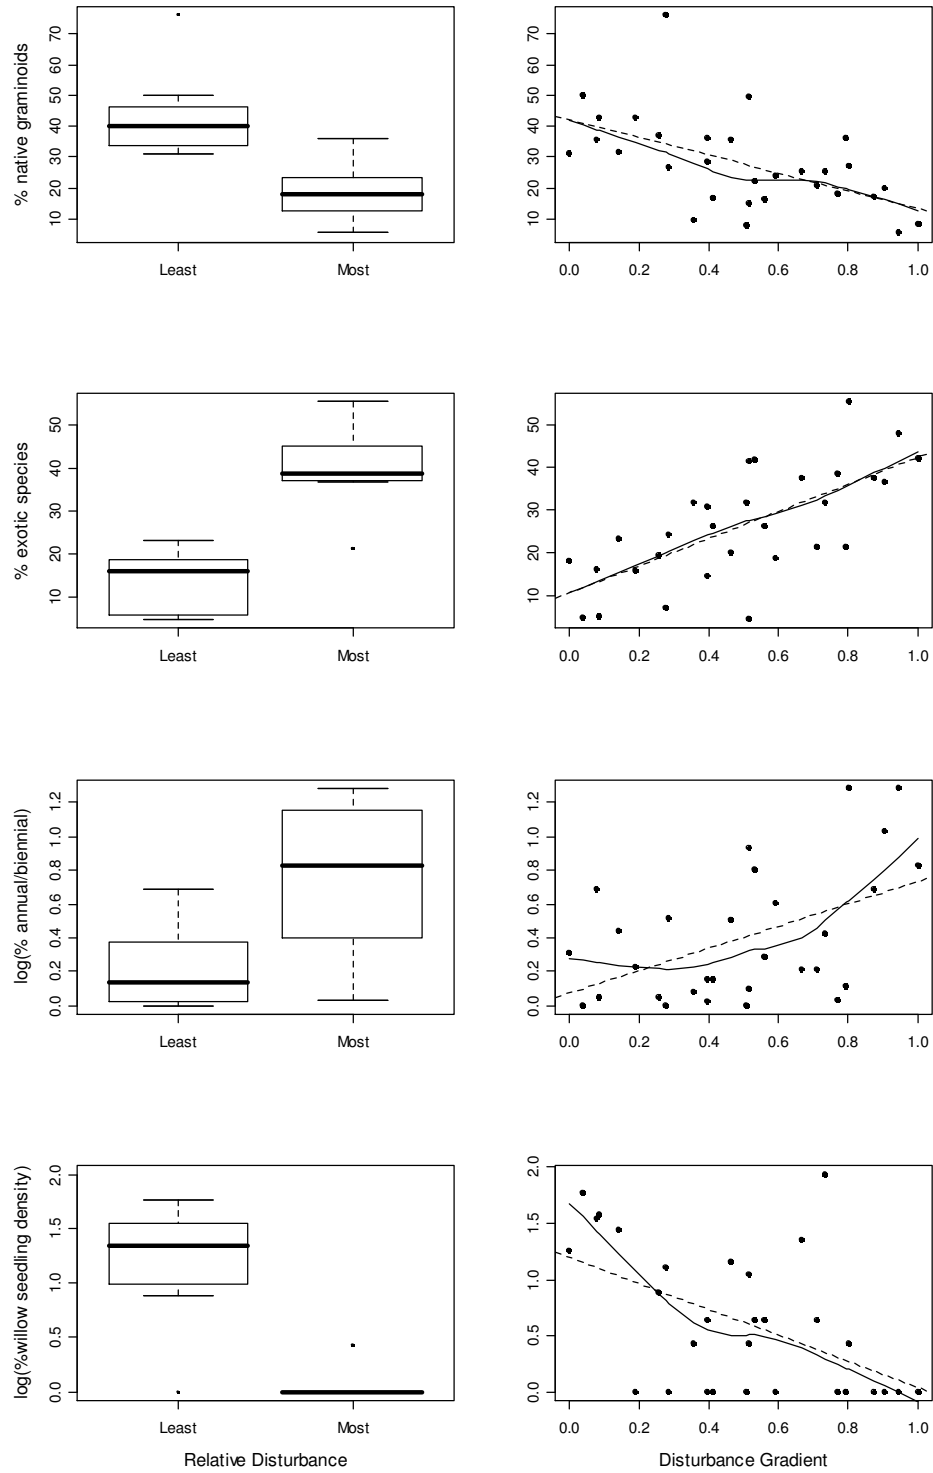 % native graminoids
10 20 30 40 50 60 70
Least Most
10 20 30 40 50 60 70
0.0 0.2 0.4 0.6 0.8 1.0
% exotic species
10 20 30 40 50
Least Most
10 20 30 40 50
0.0 0.2 0.4 0.6 0.8 1.0
log(% annual/biennial)
0.0 0.2 0.4 0.6 0.8 1.0 1.2
Least Most
0.0 0.2 0.4 0.6 0.8 1.0 1.2
0.0 0.2 0.4 0.6 0.8 1.0
log(%willow seedling density)
0.0 0.5 1.0 1.5 2.0
Least Most
0.0 0.5 1.0 1.5 2.0
0.0 0.2 0.4 0.6 0.8 1.0
Relative Disturbance
Disturbance Gradient